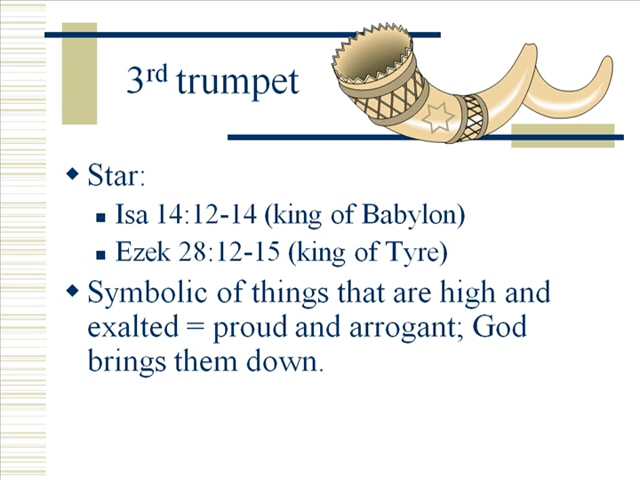 3rd trumpet
Star:
Isa 14:12-14 (king of Babylon)
Ezek 28:12-15 (king of Tyre)
Symbolic of things that are high and
exalted = proud and arrogant; God
brings them down.